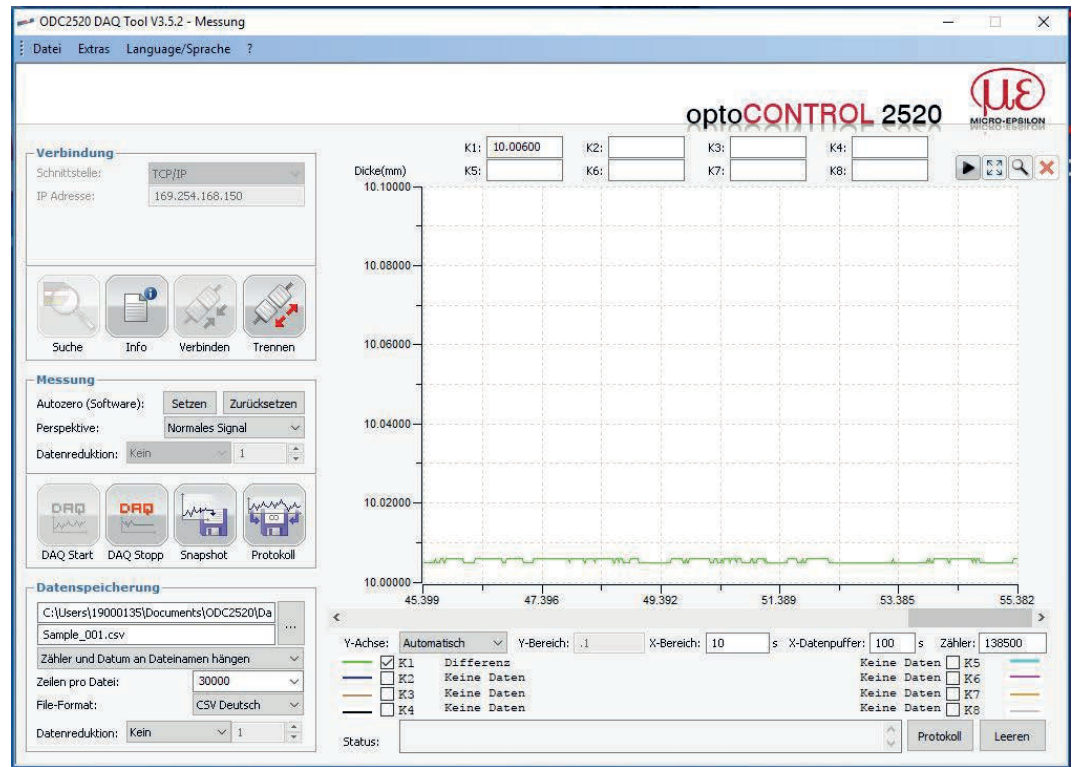 ODC2520 DAQ Tool V3.5.2 - Messung
Datei Extras Language/Sprache ?
optoCONTROL 2520
με
MICRO-EPSILON
Verbindung
Schnittstelle: TCP/IP
IP Adresse: 169.254.168.150
Suche Info Verbinden Trennen
Messung
Autozero (Software): Setzen Zurücksetzen
Perspektive: Normales Signal
Datenreduktion: Kein 1
DAQ DAQ
DAQ Start DAQ Stopp Snapshot Protokoll
Datenspeicherung
C:\Users\19000135\Documents\ODC2520\Da ...
Sample_001.csv
Zähler und Datum an Dateinamen hängen
Zeilen pro Datei: 30000
File-Format: CSV Deutsch
Datenreduktion: Kein 1
K1: 10.00600 K2: K3: K4:
Dicke(mm) K5: K6: K7: K8:
10.10000
10.08000
10.06000
10.04000
10.02000
10.00000
45.399 47.396 49.392 51.389 53.385 55.382
Y-Achse: Automatisch Y-Bereich: .1 X-Bereich: 10 s X-Datenpuffer: 100 s Zähler: 138500
K1 Differenz Keine Daten K5
K2 Keine Daten Keine Daten K6
K3 Keine Daten Keine Daten K7
K4 Keine Daten Keine Daten K8
Status: Protokoll Leeren